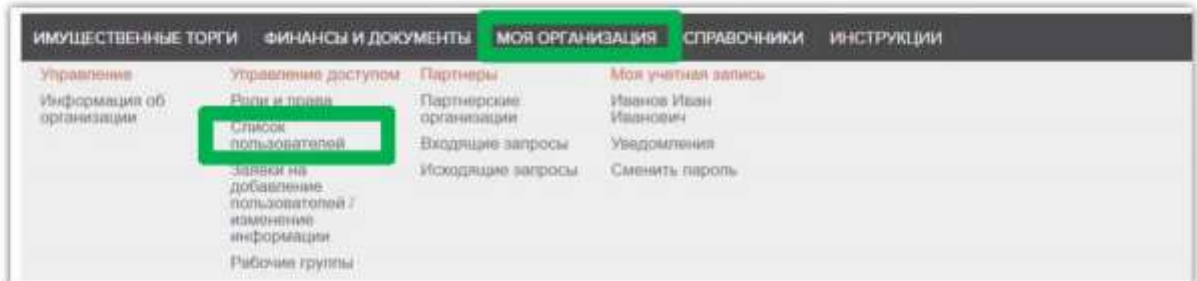 ИМУЩЕСТВЕННЫЕ ТОРГИ ФИНАНСЫ И ДОКУМЕНТЫ МОЯ ОРГАНИЗАЦИЯ СПРАВОЧНИКИ ИНСТРУКЦИИ
Управление
Информация об
организации
Управление доступом
Роли и права
Список
пользователей
Заявки на
добавление
пользователей /
изменение
информации
Рабочие группы
Партнеры
Партнерские
организации
Входящие запросы
Исходящие запросы
Моя учетная запись
Иванов Иван
Иванович
Уведомления
Сменить пароль